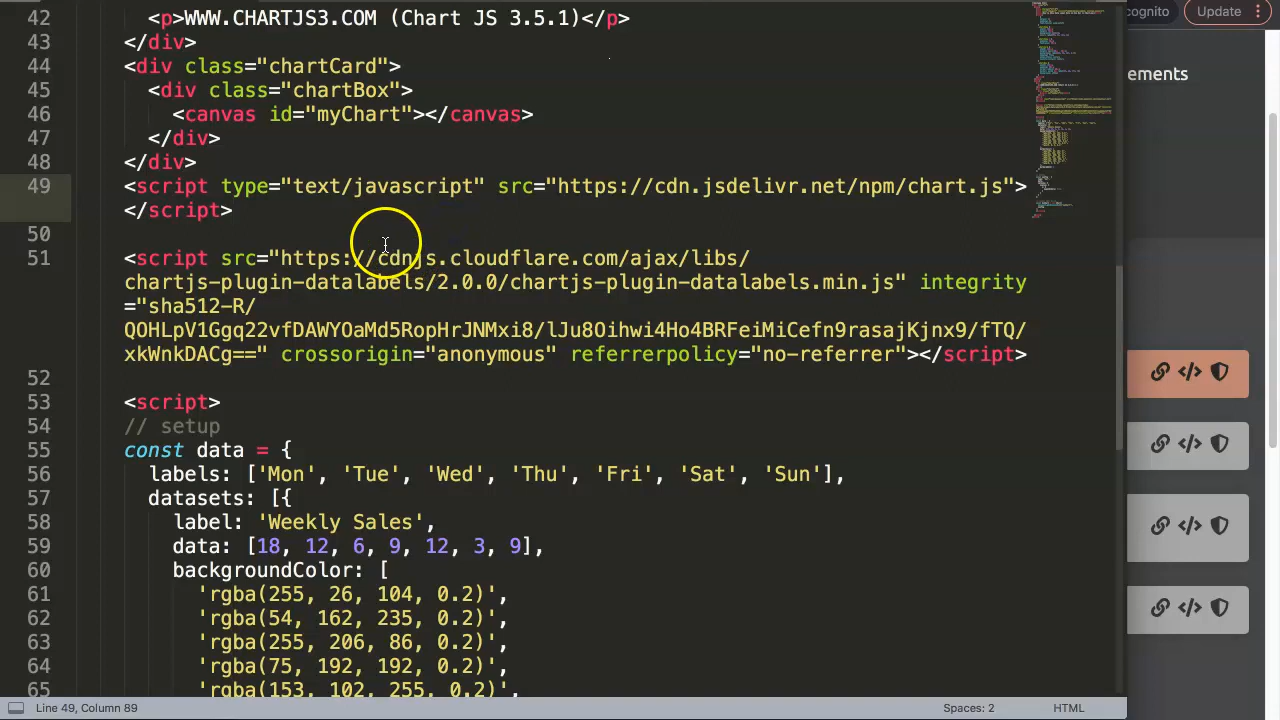 cognito
Update
ements
42 <p>WWW.CHARTJS3.COM (Chart JS 3.5.1)</p>
43 </div>
44 <div class="chartCard">
45 <div class="chartBox">
46 <canvas id="myChart"></canvas>
47 </div>
48 </div>
49 <script type="text/javascript" src="https://cdn.jsdelivr.net/npm/chart.js">
</script>
50
51 <script src="https://cdnjs.cloudflare.com/ajax/libs/
chartjs-plugin-datalabels/2.0.0/chartjs-plugin-datalabels.min.js" integrity
="sha512-R/
QOHLpV1Ggq22vfDAWYOaMd5RopHrJNMxi8/lJu8Oihwi4Ho4BRFeiMiCefn9rasajKjnx9/fTQ/
xkWnkDACg==" crossorigin="anonymous" referrerpolicy="no-referrer"></script>
52
53 <script>
54 // setup
55 const data = {
56 labels: ['Mon', 'Tue', 'Wed', 'Thu', 'Fri', 'Sat', 'Sun'],
57 datasets: [{
58 label: 'Weekly Sales',
59 data: [18, 12, 6, 9, 12, 3, 9],
60 backgroundColor: [
61 'rgba(255, 26, 104, 0.2)',
62 'rgba(54, 162, 235, 0.2)',
63 'rgba(255, 206, 86, 0.2)',
64 'rgba(75, 192, 192, 0.2)',
65 'rgba(153, 102, 255, 0.2)',
Line 49, Column 89
Spaces: 2
HTML